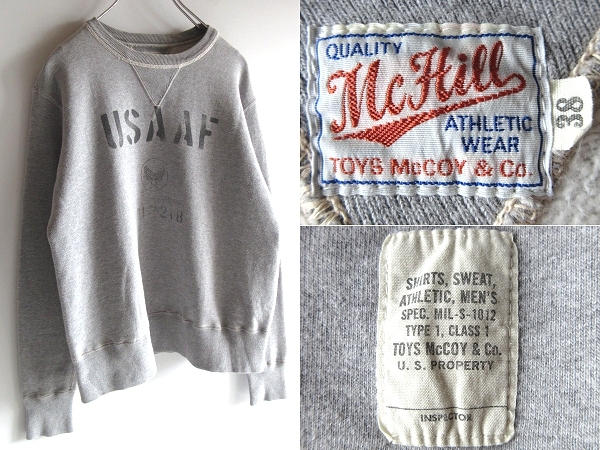 USAAF
QUALITY
McHill
ATHLETIC
WEAR
TOYS McCOY & Co.
38
SHIRTS, SWEAT,
ATHLETIC, MEN'S
SPEC. MIL-S-1012
TYPE 1, CLASS 1
TOYS McCOY & Co.
U. S. PROPERTY
INSPECTOR